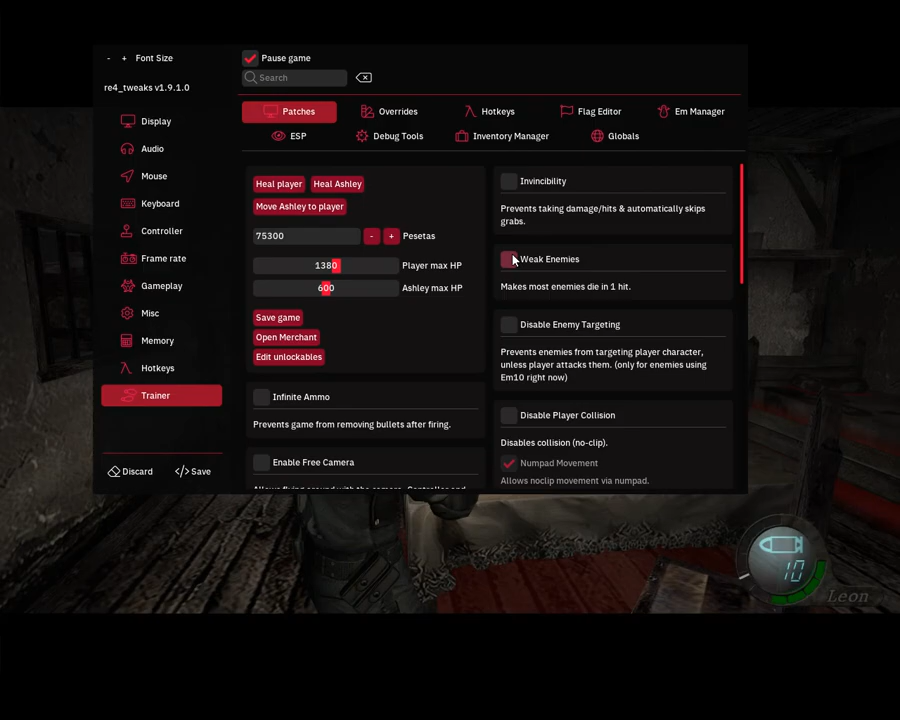 - + Font Size
re4_tweaks v1.9.1.0
Display
Audio
Mouse
Keyboard
Controller
Frame rate
Gameplay
Misc
Memory
Hotkeys
Trainer
Discard
</> Save
Pause game
Search
Patches
Overrides
Hotkeys
Flag Editor
Em Manager
ESP
Debug Tools
Inventory Manager
Globals
Heal player
Heal Ashley
Move Ashley to player
75300 - + Pesetas
1380 Player max HP
600 Ashley max HP
Save game
Open Merchant
Edit unlockables
Infinite Ammo
Prevents game from removing bullets after firing.
Enable Free Camera
Invincibility
Prevents taking damage/hits & automatically skips
grabs.
Weak Enemies
Makes most enemies die in 1 hit.
Disable Enemy Targeting
Prevents enemies from targeting player character,
unless player attacks them. (only for enemies using
Em10 right now)
Disable Player Collision
Disables collision (no-clip).
Numpad Movement
Allows noclip movement via numpad.
10
Leon